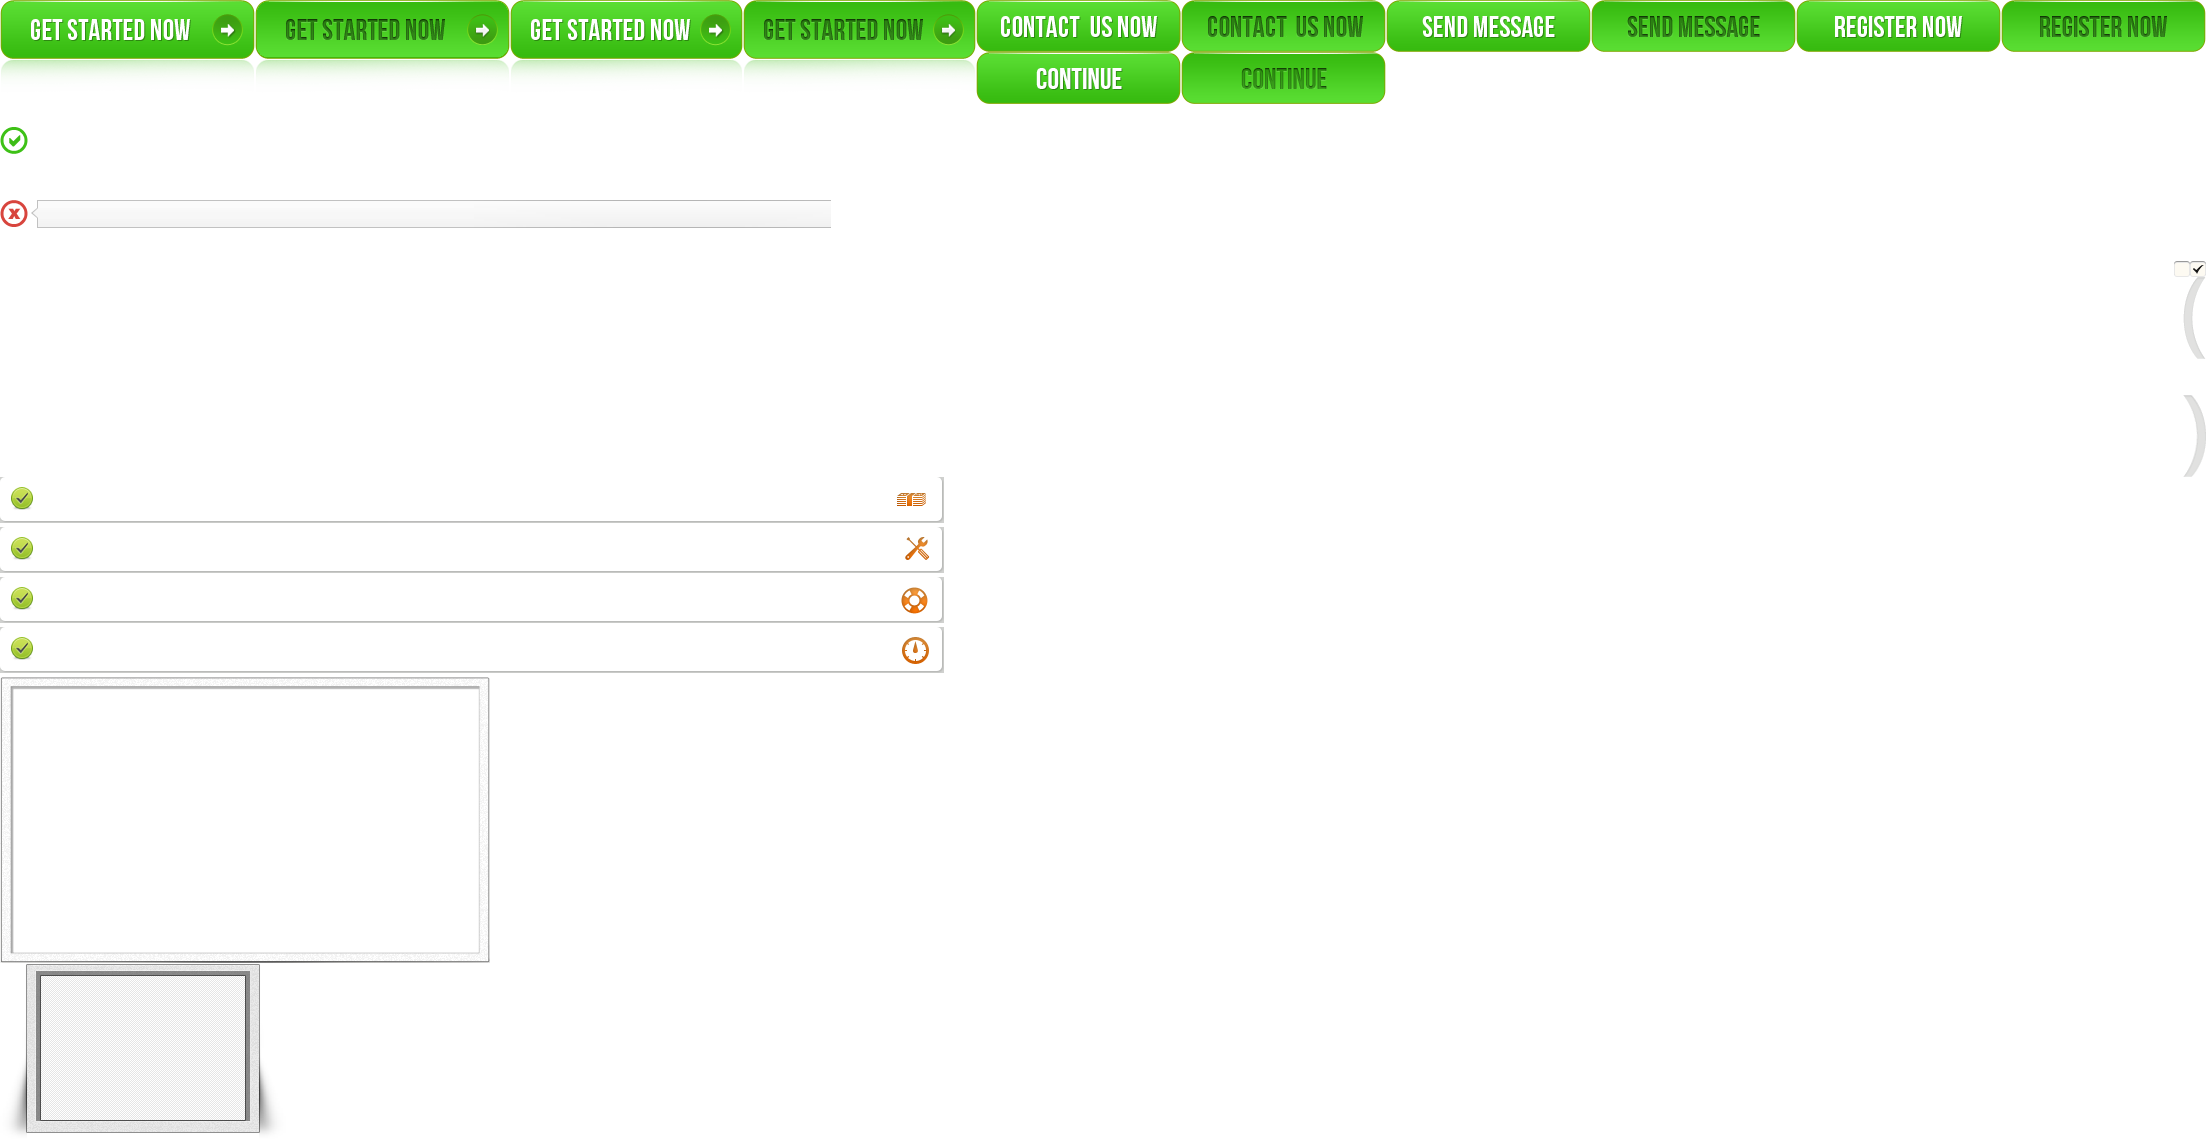 GET STARTED NOW
GET STARTED NOW
GET STARTED NOW
GET STARTED NOW
CONTACT US NOW
CONTACT US NOW
SEND MESSAGE
SEND MESSAGE
REGISTER NOW
REGISTER NOW
CONTINUE
CONTINUE